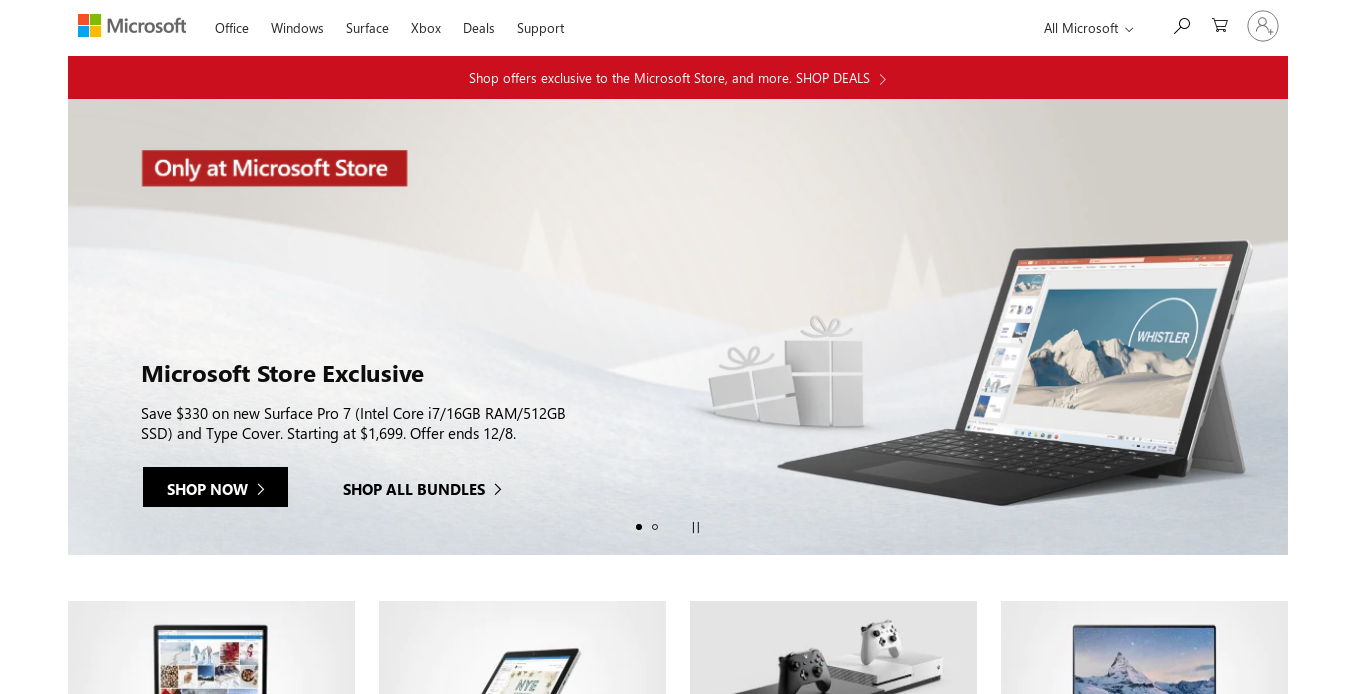 Microsoft
Office
Windows
Surface
Xbox
Deals
Support
All Microsoft
Shop offers exclusive to the Microsoft Store, and more. SHOP DEALS
Only at Microsoft Store
WHISTLER
Microsoft Store Exclusive
Save $330 on new Surface Pro 7 (Intel Core i7/16GB RAM/512GB
SSD) and Type Cover. Starting at $1,699. Offer ends 12/8.
SHOP NOW
SHOP ALL BUNDLES
NYE